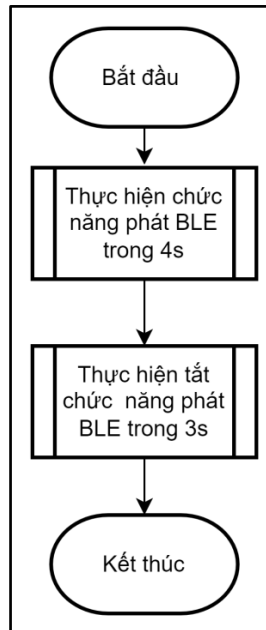 Bắt đầu
Thực hiện chức
năng phát BLE
trong 4s
Thực hiện tắt
chức năng phát
BLE trong 3s
Kết thúc